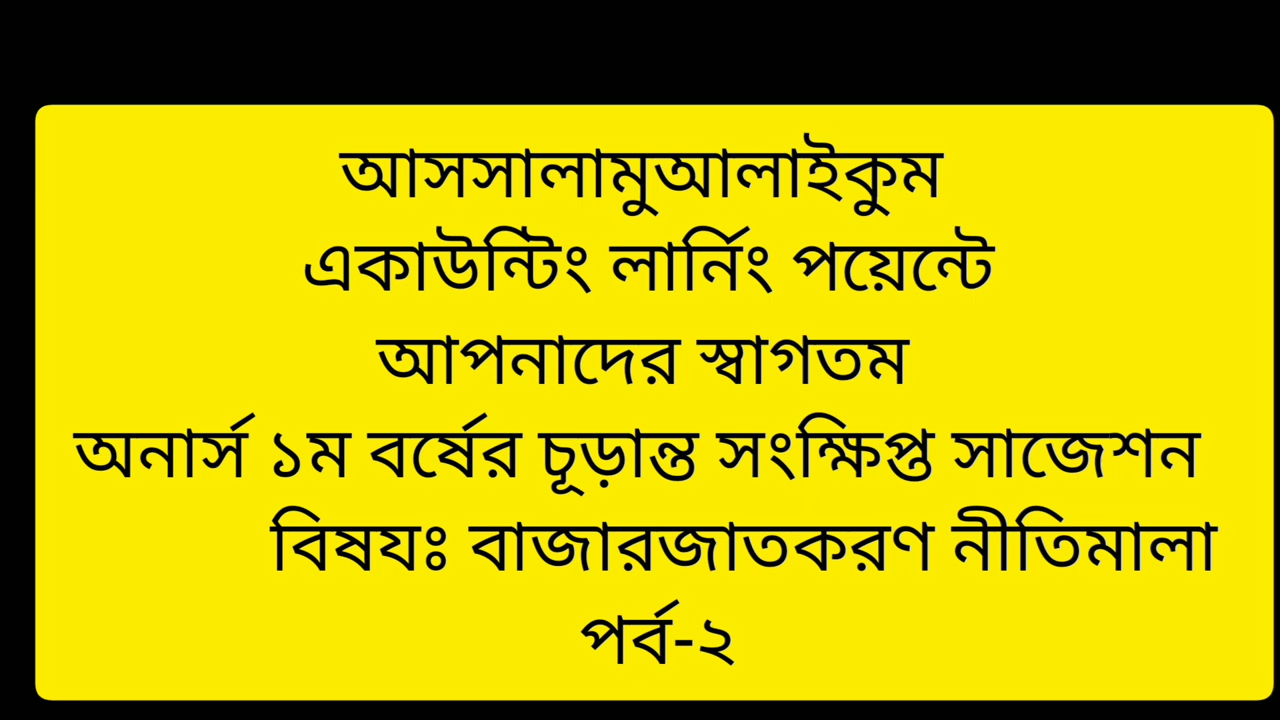 আসসালামুআলাইকুম
একাউন্টিং লার্নিং পয়েন্টে
আপনাদের স্বাগতম
অনার্স ১ম বর্ষের চূড়ান্ত সংক্ষিপ্ত সাজেশন
বিষযঃ বাজারজাতকরণ নীতিমালা
পর্ব-২